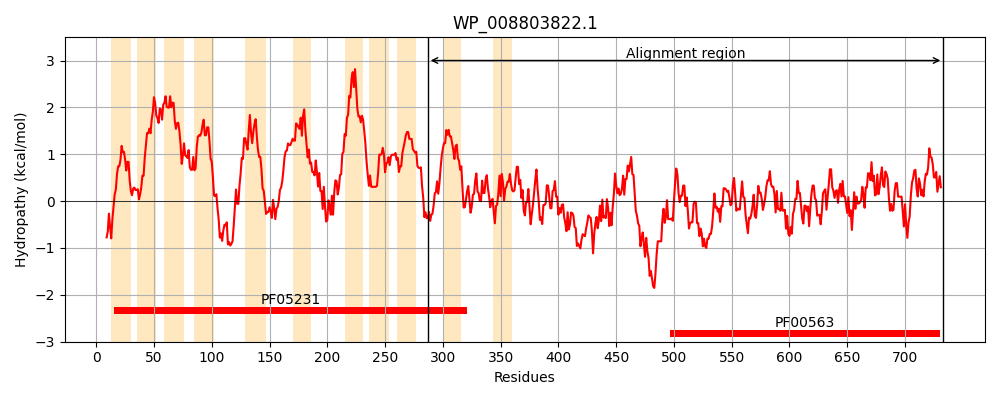 WP_008803822.1
Alignment region
Hydropathy (kcal/mol)
3
2
1
0
−1
−2
−3
PF05231
PF00563
0 50 100 150 200 250 300 350 400 450 500 550 600 650 700
Residues